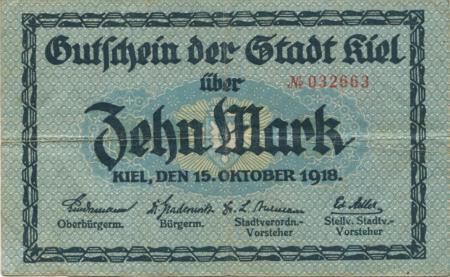 Gutschein der Stadt Kiel
über
№ 032663
Zehn Mark
KIEL, DEN 15. OKTOBER 1918.
Lindemann
Oberbürgerm. Bürgerm. Stadtverordn.- Stellv. Stadtv.-
Vorsteher Vorsteher